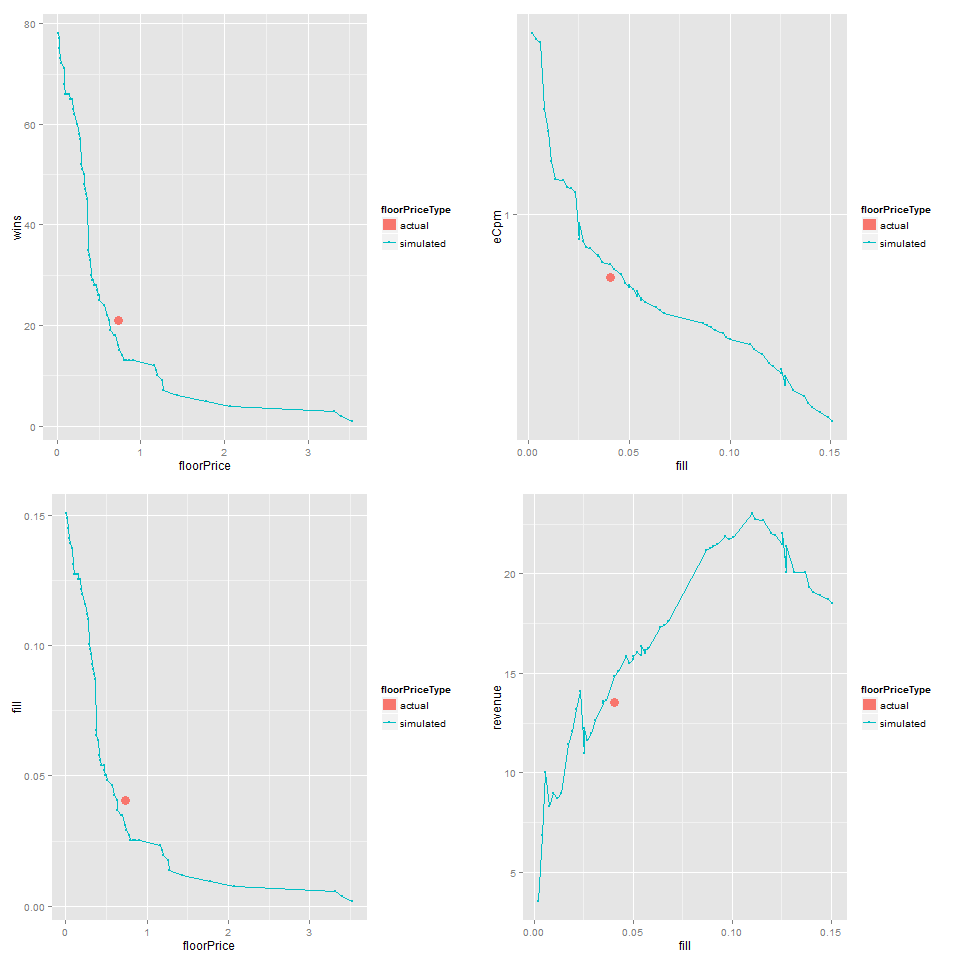 80
60
40
20
0
wins
0 1 2 3
floorPrice
floorPriceType
actual
simulated
1
eCpm
0.00 0.05 0.10 0.15
fill
floorPriceType
actual
simulated
0.15
0.10
0.05
0.00
fill
0 1 2 3
floorPrice
floorPriceType
actual
simulated
20
15
10
5
revenue
0.00 0.05 0.10 0.15
fill
floorPriceType
actual
simulated